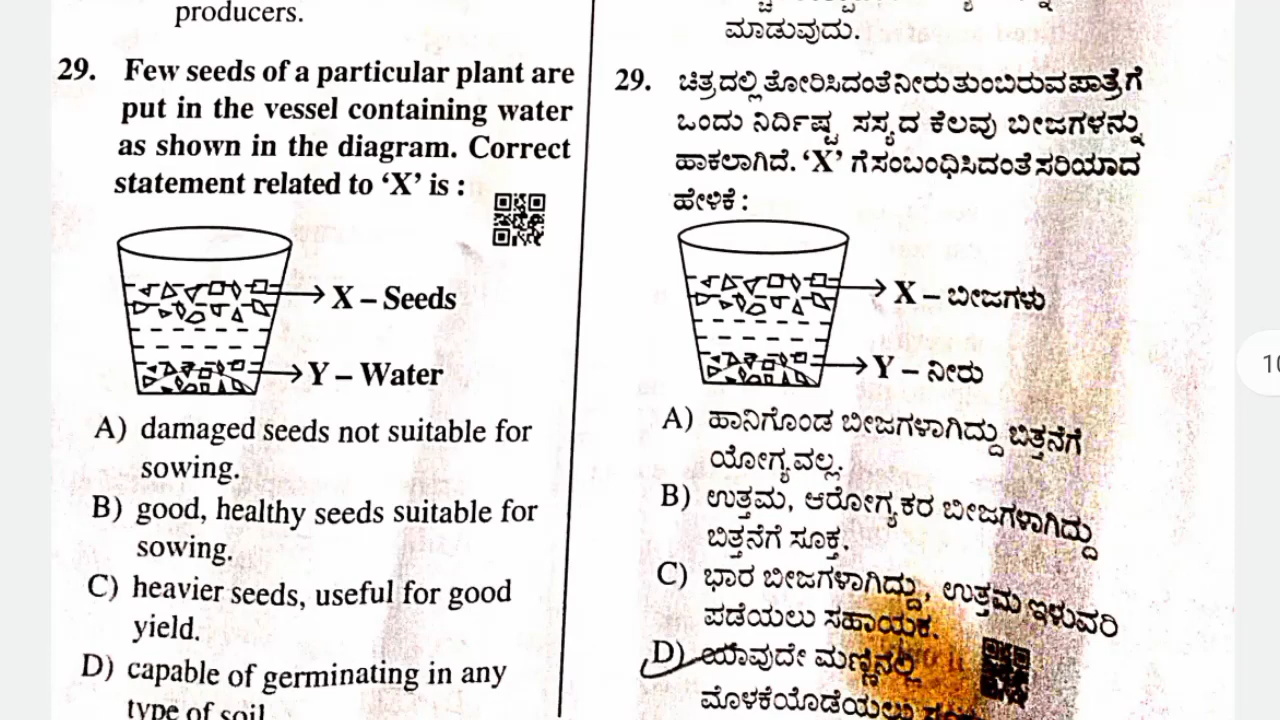 producers.
29. Few seeds of a particular plant are
put in the vessel containing water
as shown in the diagram. Correct
statement related to ‘X’ is :
X – Seeds
Y – Water
A) damaged seeds not suitable for
sowing.
B) good, healthy seeds suitable for
sowing.
C) heavier seeds, useful for good
yield.
D) capable of germinating in any
type of soil
ಮಾಡುವುದು.
29. ಚಿತ್ರದಲ್ಲಿ ತೋರಿಸಿದಂತೆ ನೀರು ತುಂಬಿರುವ ಪಾತ್ರೆಗೆ
ಒಂದು ನಿರ್ದಿಷ್ಟ ಸಸ್ಯದ ಕೆಲವು ಬೀಜಗಳನ್ನು
ಹಾಕಲಾಗಿದೆ. ‘X’ ಗೆ ಸಂಬಂಧಿಸಿದಂತೆ ಸರಿಯಾದ
ಹೇಳಿಕೆ :
X – ಬೀಜಗಳು
Y – ನೀರು
A) ಹಾನಿಗೊಂಡ ಬೀಜಗಳಾಗಿದ್ದು ಬಿತ್ತನೆಗೆ
ಯೋಗ್ಯವಲ್ಲ.
B) ಉತ್ತಮ, ಆರೋಗ್ಯಕರ ಬೀಜಗಳಾಗಿದ್ದು
ಬಿತ್ತನೆಗೆ ಸೂಕ್ತ.
C) ಭಾರ ಬೀಜಗಳಾಗಿದ್ದು, ಉತ್ತಮ ಇಳುವರಿ
ಪಡೆಯಲು ಸಹಾಯಕ.
D) ಯಾವುದೇ ಮಣ್ಣಿನಲ್ಲಿ
ಮೊಳಕೆಯೊಡೆಯಲು
10